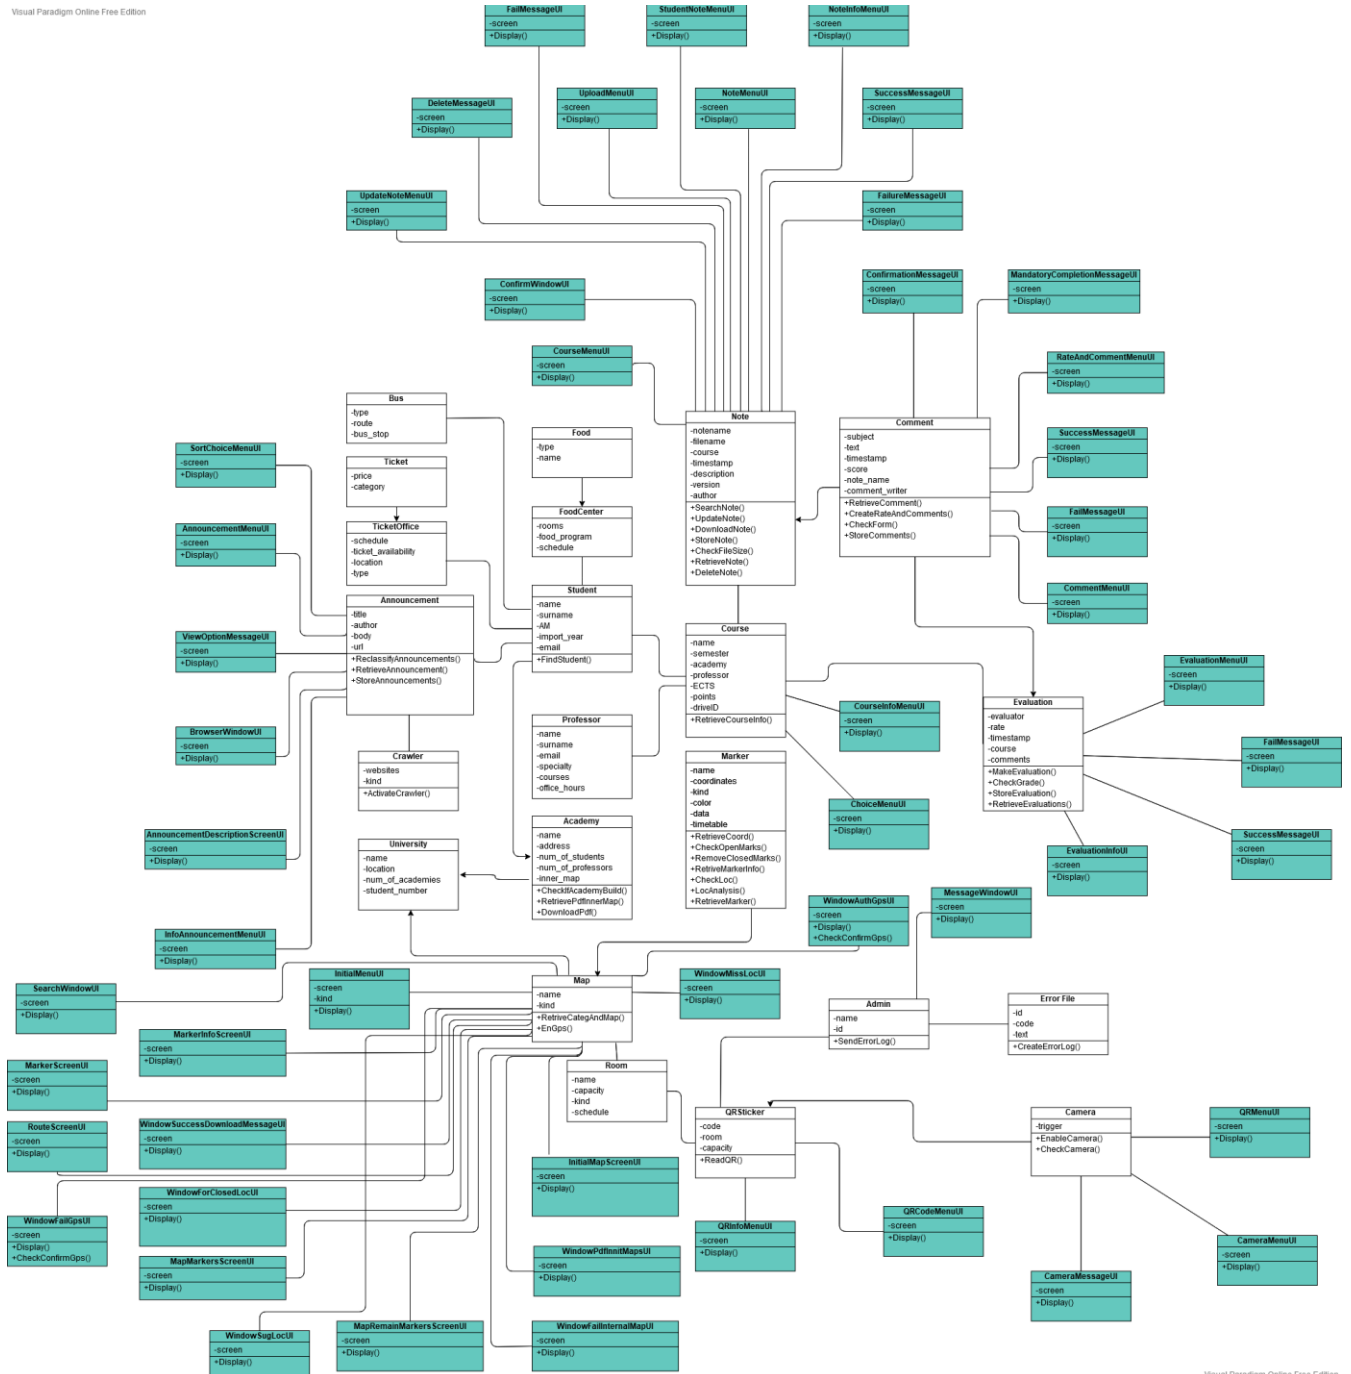 Visual Paradigm Online Free Edition
FailMessageUI
-screen
+Display()
StudentNoteMenuUI
-screen
+Display()
NoteInfoMenuUI
-screen
+Display()
DeleteMessageUI
-screen
+Display()
UploadMenuUI
-screen
+Display()
NoteMenuUI
-screen
+Display()
SuccessMessageUI
-screen
+Display()
UpdateNoteMenuUI
-screen
+Display()
FailureMessageUI
-screen
+Display()
ConfirmWindowUI
-screen
+Display()
ConfirmationMessageUI
-screen
+Display()
MandatoryCompletionMessageUI
-screen
+Display()
CourseMenuUI
-screen
+Display()
RateAndCommentMenuUI
-screen
+Display()
Bus
-type
-route
-bus_stop
Food
-type
-name
Note
-notename
-filename
-course
-timestamp
-description
-version
-author
+SearchNote()
+UpdateNote()
+DownloadNote()
+StoreNote()
+CheckFileSize()
+RetrieveNote()
+DeleteNote()
Comment
-subject
-text
-timestamp
-score
-note_name
-comment_writer
+RetrieveComment()
+CreateRateAndComments()
+CheckForm()
+StoreComments()
SuccessMessageUI
-screen
+Display()
SortChoiceMenuUI
-screen
+Display()
Ticket
-price
-category
FailMessageUI
-screen
+Display()
FoodCenter
-rooms
-food_program
-schedule
AnnouncementMenuUI
-screen
+Display()
TicketOffice
-schedule
-ticket_availability
-location
-type
CommentMenuUI
-screen
+Display()
Student
-name
-surname
-AM
-import_year
-email
+FindStudent()
Announcement
-title
-author
-body
-url
+ReclassifyAnnouncements()
+RetrieveAnnouncement()
+StoreAnnouncements()
Course
-name
-semester
-academy
-professor
-ECTS
-points
-driveID
+RetrieveCourseInfo()
ViewOptionMessageUI
-screen
+Display()
EvaluationMenuUI
-screen
+Display()
CourseInfoMenuUI
-screen
+Display()
Evaluation
-evaluator
-rate
-timestamp
-course
-comments
+MakeEvaluation()
+CheckGrade()
+StoreEvaluation()
+RetrieveEvaluations()
Professor
-name
-surname
-email
-specialty
-courses
-office_hours
BrowserWindowUI
-screen
+Display()
FailMessageUI
-screen
+Display()
Crawler
-websites
-kind
+ActivateCrawler()
Marker
-name
-coordinates
-kind
-color
-data
-timetable
+RetrieveCoord()
+CheckOpenMarks()
+RemoveClosedMarks()
+RetriveMarkerInfo()
+CheckLoc()
+LocAnalysis()
+RetrieveMarker()
ChoiceMenuUI
-screen
+Display()
Academy
-name
-address
-num_of_students
-num_of_professors
-inner_map
+CheckIfAcademyBuild()
+RetrievePdfInnerMap()
+DownloadPdf()
AnnouncementDescriptionScreenUI
-screen
+Display()
SuccessMessageUI
-screen
+Display()
University
-name
-location
-num_of_academies
-student_number
EvaluationInfoUI
-screen
+Display()
MessageWindowUI
-screen
+Display()
WindowAuthGpsUI
-screen
+Display()
+CheckConfirmGps()
InfoAnnouncementMenuUI
-screen
+Display()
InitialMenuUI
-screen
-kind
+Display()
WindowMissLocUI
-screen
+Display()
Map
-name
-kind
+RetriveCategAndMap()
+EnGps()
SearchWindowUI
-screen
+Display()
Error File
-id
-code
-text
+CreateErrorLog()
Admin
-name
-id
+SendErrorLog()
MarkerInfoScreenUI
-screen
+Display()
MarkerScreenUI
-screen
+Display()
Room
-name
-capacity
-kind
-schedule
QRSticker
-code
-room
-capacity
+ReadQR()
Camera
-trigger
+EnableCamera()
+CheckCamera()
QRMenuUI
-screen
+Display()
WindowSuccessDownloadMessageUI
-screen
+Display()
RouteScreenUI
-screen
+Display()
InitialMapScreenUI
-screen
+Display()
WindowForClosedLocUI
-screen
+Display()
QRCodeMenuUI
-screen
+Display()
WindowFailGpsUI
-screen
+Display()
+CheckConfirmGps()
QRInfoMenuUI
-screen
+Display()
CameraMenuUI
-screen
+Display()
WindowPdfInnitMapsUI
-screen
+Display()
MapMarkersScreenUI
-screen
+Display()
CameraMessageUI
-screen
+Display()
WindowSugLocUI
-screen
+Display()
MapRemainMarkersScreenUI
-screen
+Display()
WindowFailInternalMapUI
-screen
+Display()
Visual Paradigm Online Free Edition